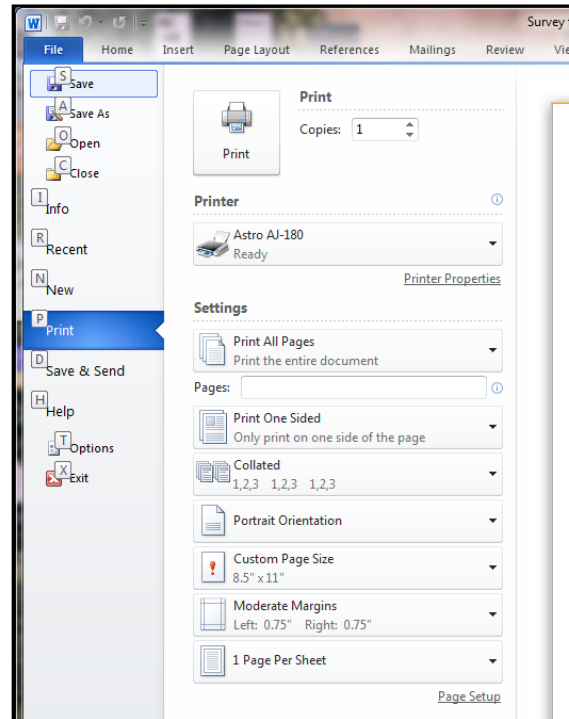 W
Survey
File Home Insert Page Layout References Mailings Review Vie
S Save
A Save As
O Open
C Close
I Info
R Recent
N New
P Print
D Save & Send
H Help
T Options
X Exit
Print
Print
Copies: 1
Printer
Astro AJ-180
Ready
Printer Properties
Settings
Print All Pages
Print the entire document
Pages:
Print One Sided
Only print on one side of the page
Collated
1,2,3 1,2,3 1,2,3
Portrait Orientation
Custom Page Size
8.5" x 11"
Moderate Margins
Left: 0.75" Right: 0.75"
1 Page Per Sheet
Page Setup